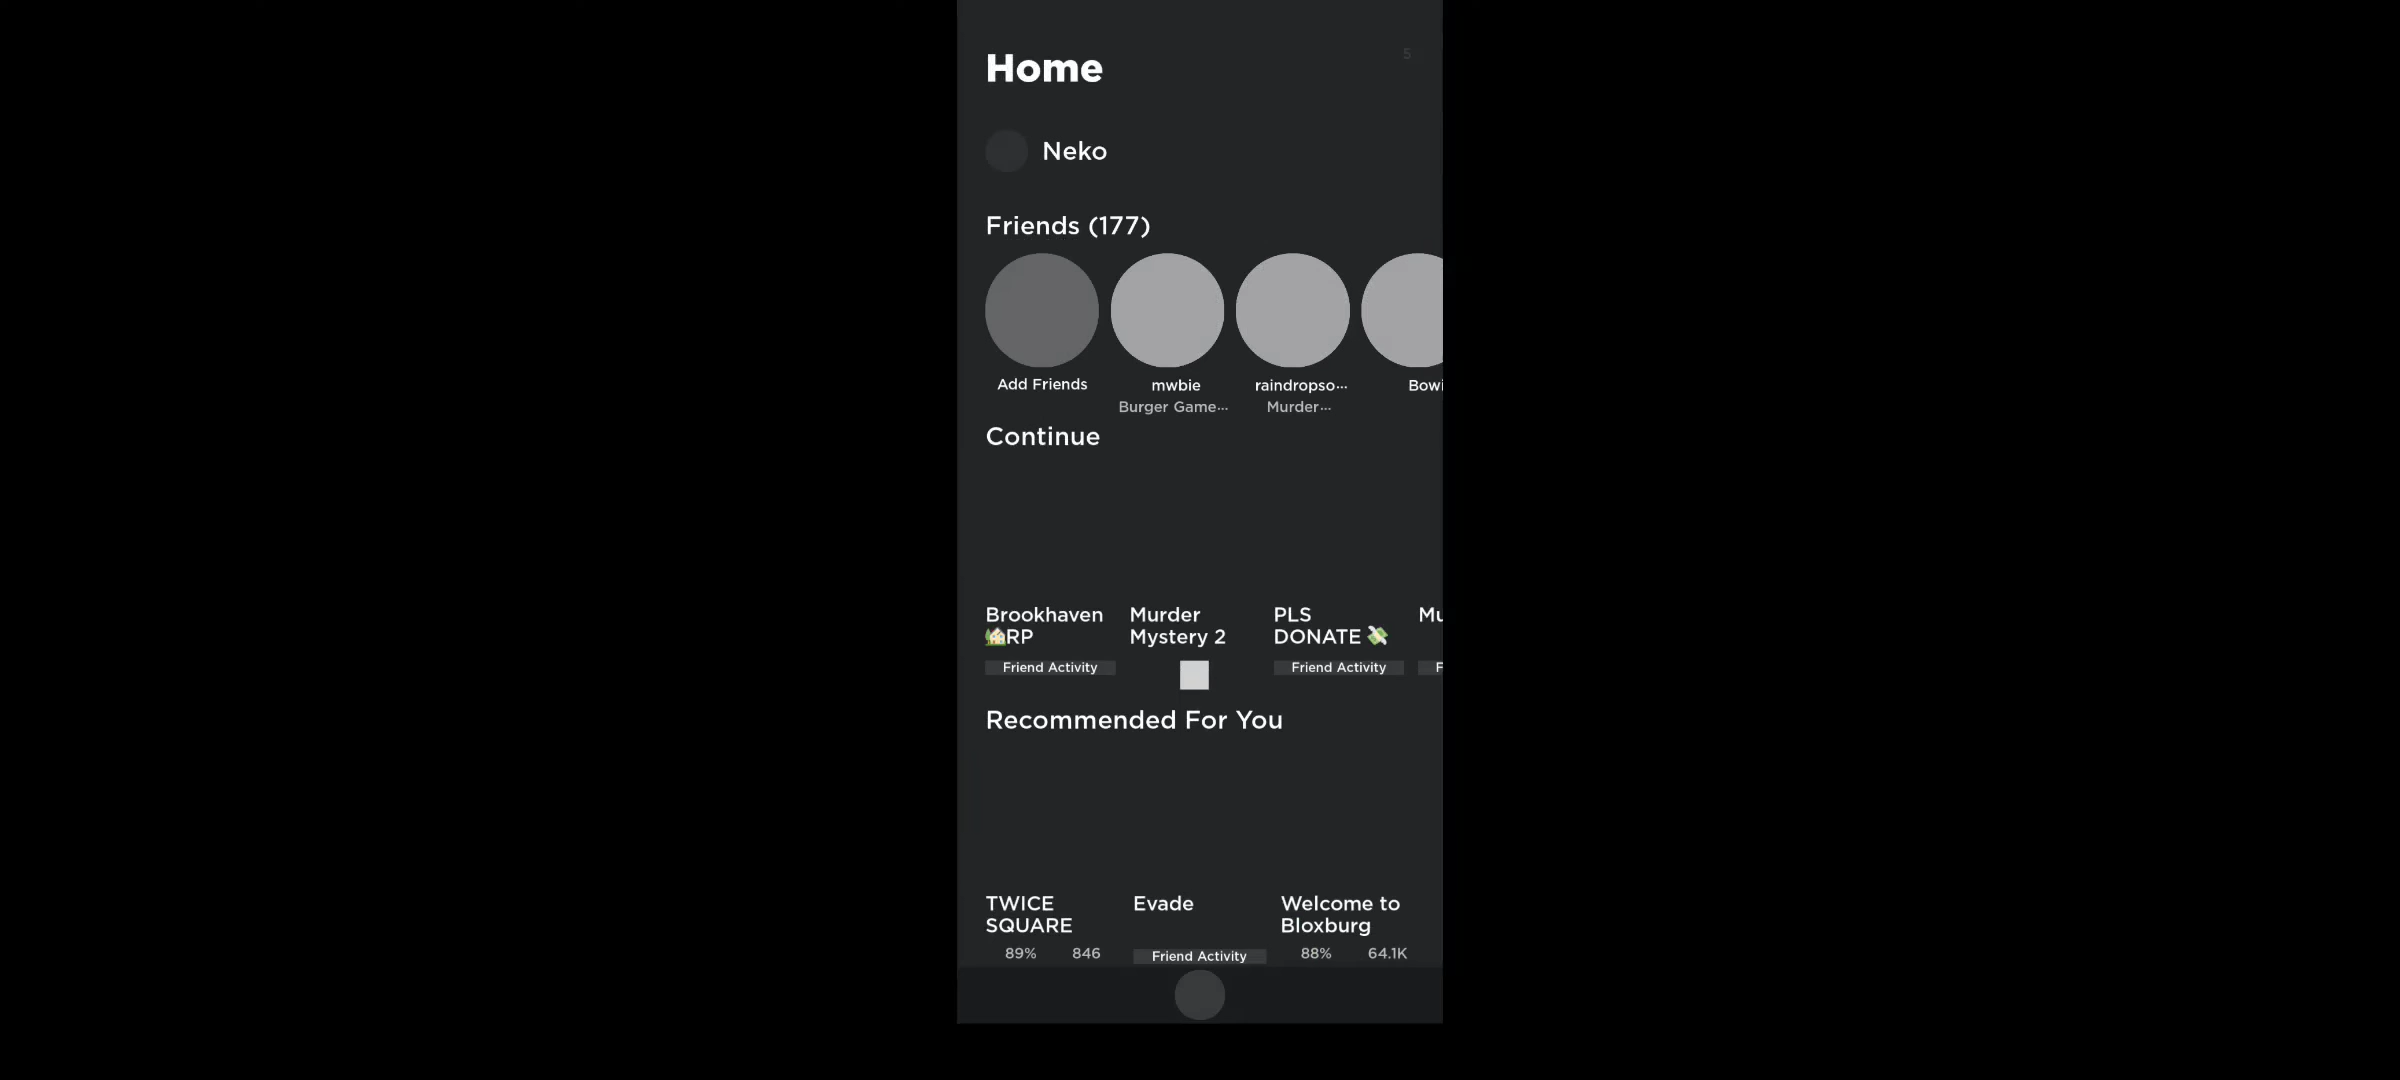 Home
5
Neko
Friends (177)
Add Friends
mwbie
raindropso...
Bowi
Burger Game...
Murder...
Continue
Brookhaven
🏡RP
Murder
Mystery 2
PLS
DONATE 💸
Mu
Friend Activity
Friend Activity
F
Recommended For You
TWICE
SQUARE
Evade
Welcome to
Bloxburg
89%
846
Friend Activity
88%
64.1K